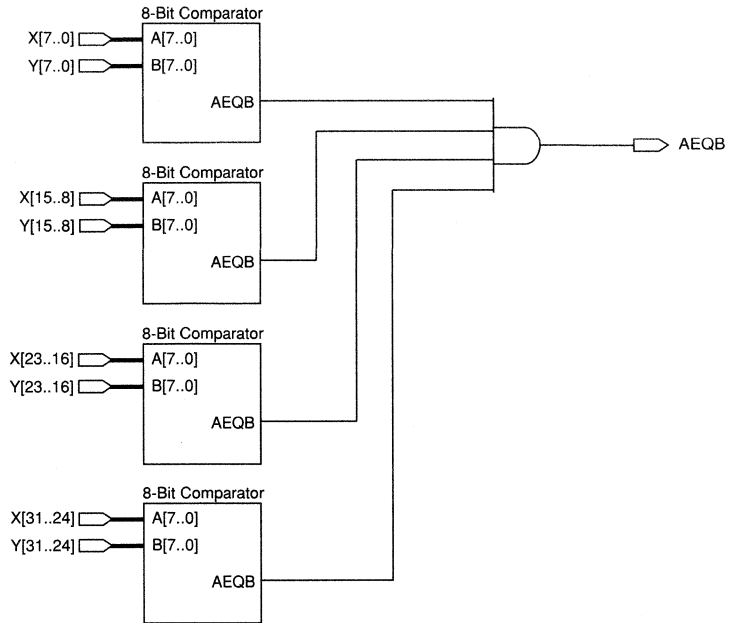 8-Bit Comparator
X[7..0]
A[7..0]
Y[7..0]
B[7..0]
AEQB
AEQB
8-Bit Comparator
X[15..8]
A[7..0]
Y[15..8]
B[7..0]
AEQB
8-Bit Comparator
X[23..16]
A[7..0]
Y[23..16]
B[7..0]
AEQB
8-Bit Comparator
X[31..24]
A[7..0]
Y[31..24]
B[7..0]
AEQB